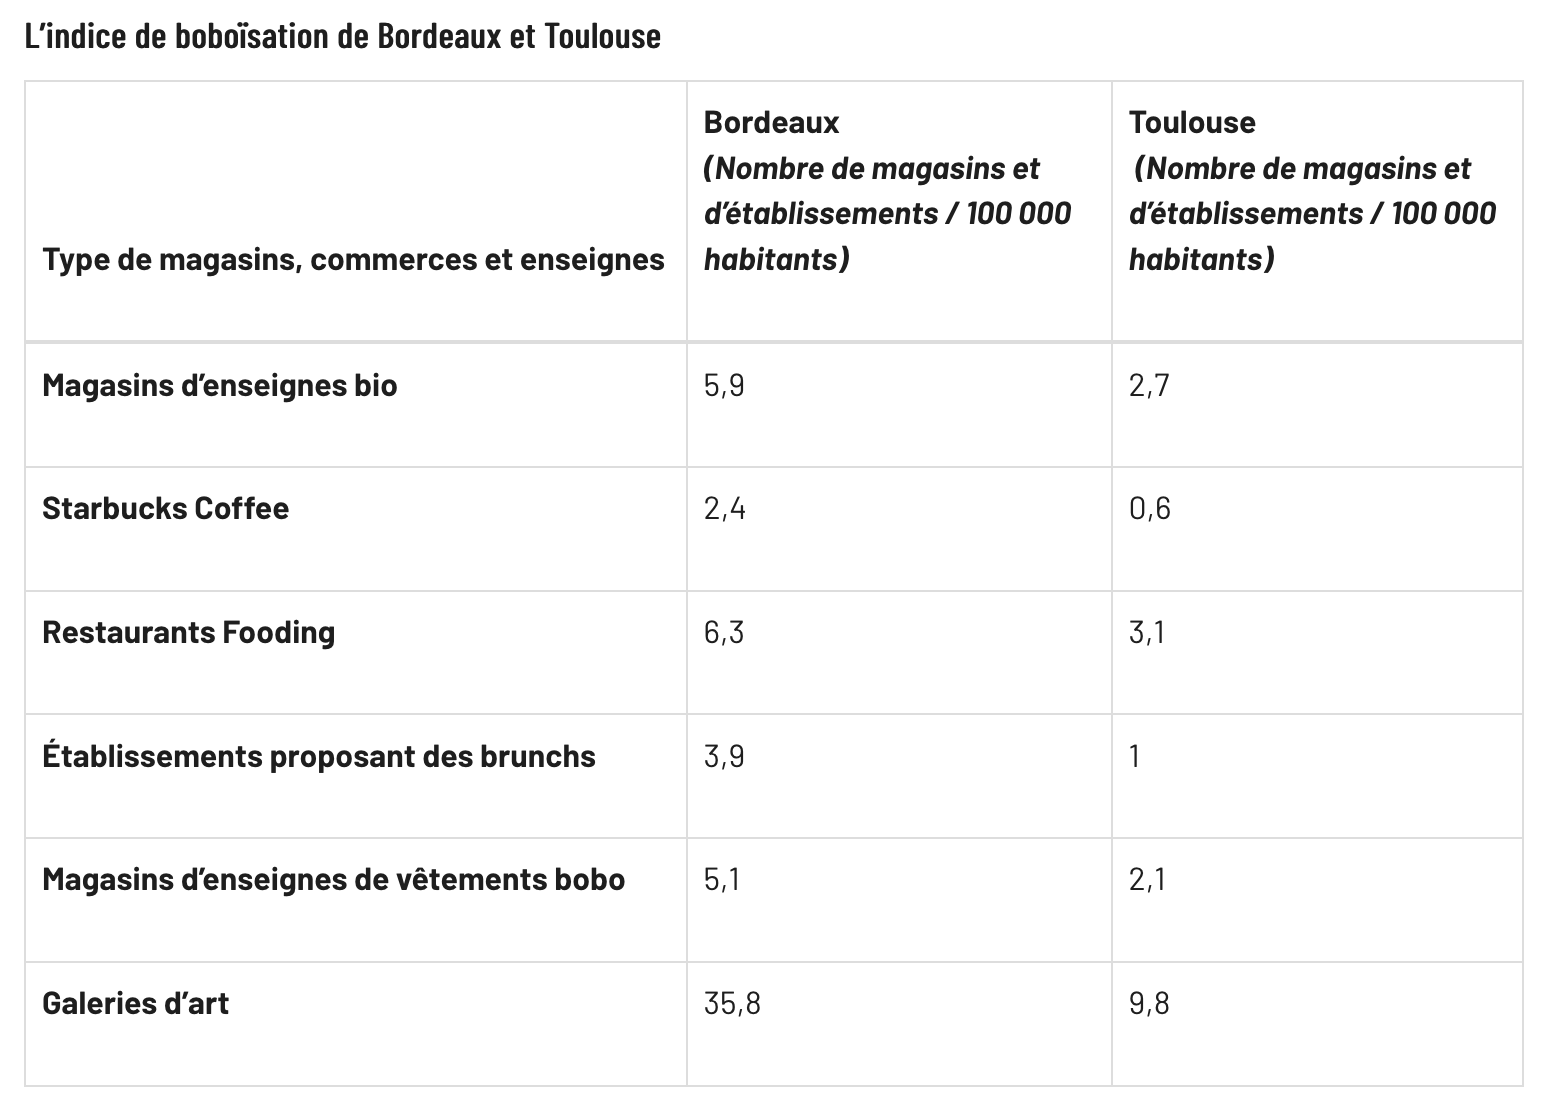 L’indice de boboïsation de Bordeaux et Toulouse
Type de magasins, commerces et enseignes
Bordeaux
(Nombre de magasins et
d’établissements / 100 000
habitants)
Toulouse
(Nombre de magasins et
d’établissements / 100 000
habitants)
Magasins d’enseignes bio 5,9 2,7
Starbucks Coffee 2,4 0,6
Restaurants Fooding 6,3 3,1
Établissements proposant des brunchs 3,9 1
Magasins d’enseignes de vêtements bobo 5,1 2,1
Galeries d’art 35,8 9,8